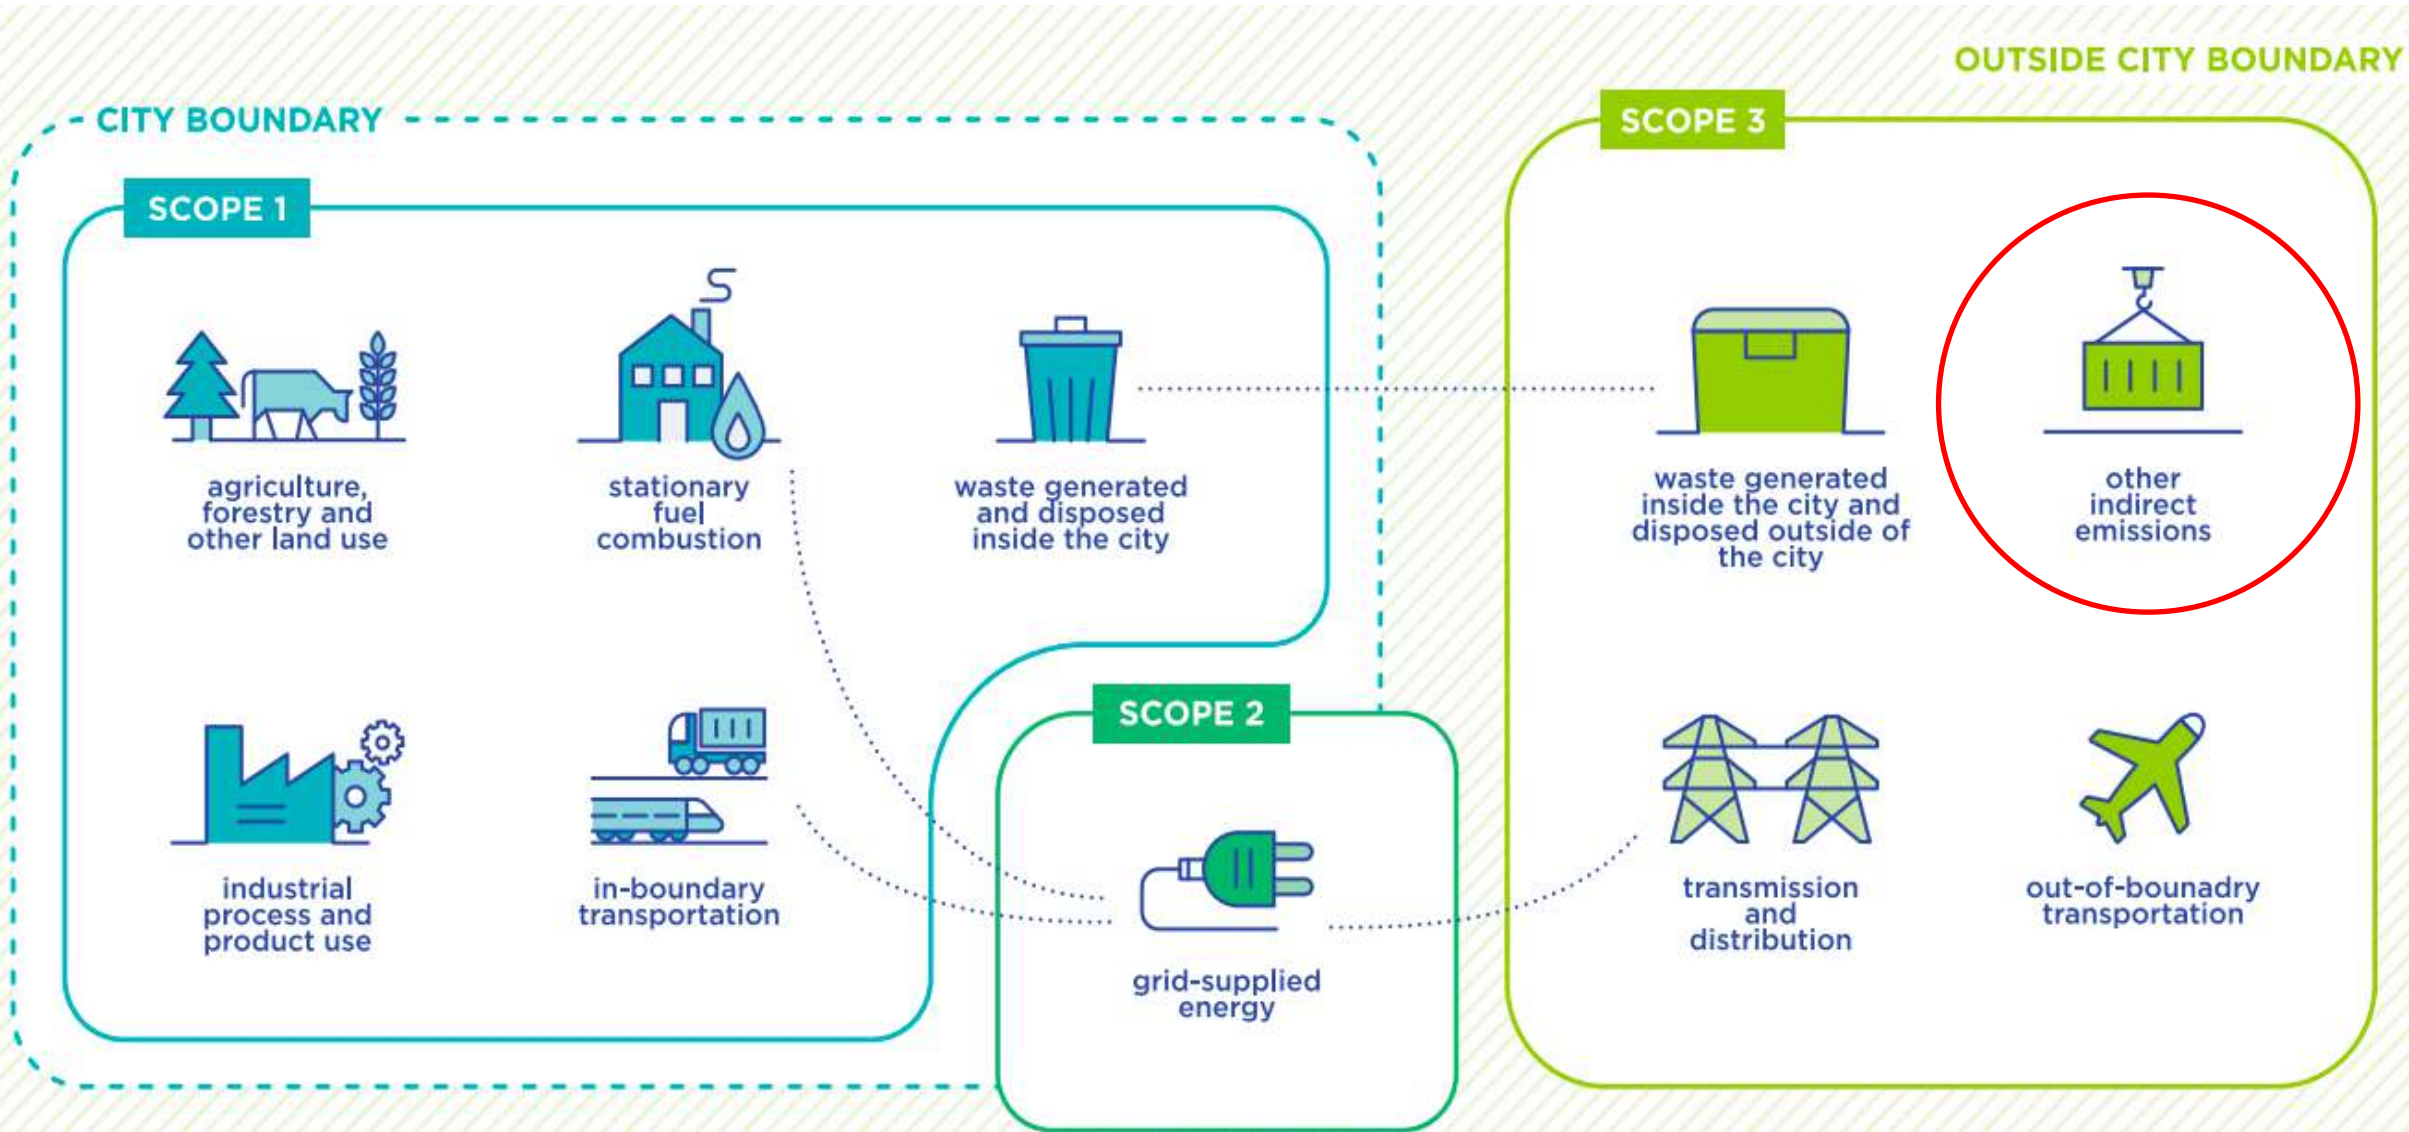 OUTSIDE CITY BOUNDARY
CITY BOUNDARY
SCOPE 3
SCOPE 1
agriculture,
forestry and
other land use
stationary
fuel
combustion
waste generated
and disposed
inside the city
waste generated
inside the city and
disposed outside of
the city
other
indirect
emissions
SCOPE 2
industrial
process and
product use
in-boundary
transportation
grid-supplied
energy
transmission
and
distribution
out-of-bounadry
transportation